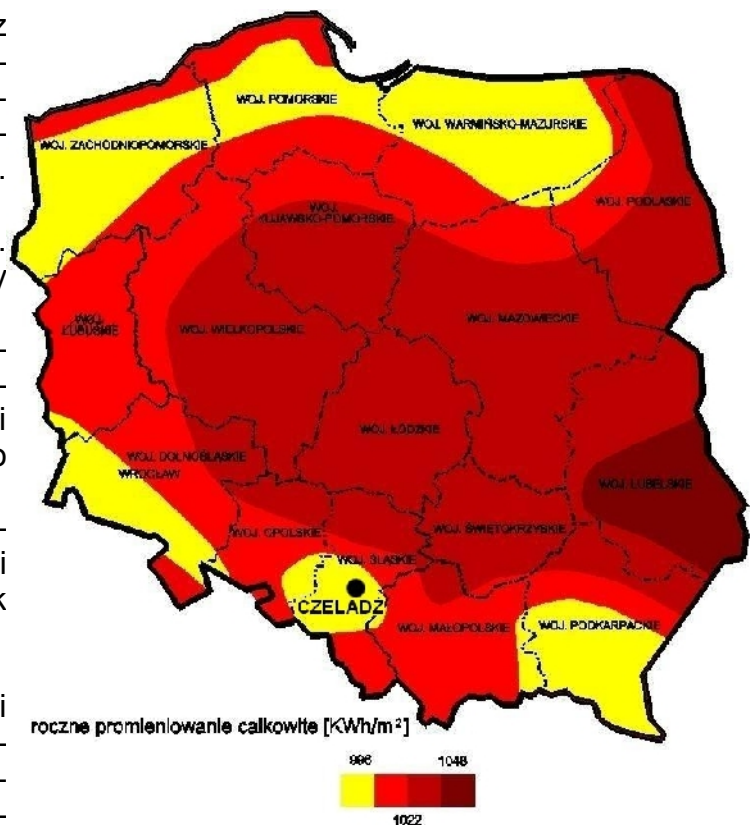 z
–
–
–
.
.
y
–
–
i
o
–
i
k
i
–
–
–
WOJ. POMORSKIE
WOJ. WARMIŃSKO-MAZURSKIE
WOJ. ZACHODNIOPOMORSKIE
WOJ. PODLASKIE
WOJ.
KUJAWSKO-POMORSKIE
WOJ.
LUBUSKIE
WOJ. WIELKOPOLSKIE
WOJ. MAZOWIECKIE
WOJ. ŁÓDZKIE
WOJ. DOLNOŚLĄSKIE
WROCŁAW
WOJ. LUBELSKIE
WOJ. OPOLSKIE
WOJ. ŚWIĘTOKRZYSKIE
WOJ. ŚLĄSKIE
CZELADŹ
WOJ. MAŁOPOLSKIE
WOJ. PODKARPACKIE
roczne promieniowanie calkowite [KWh/m²]
996 1048
1022